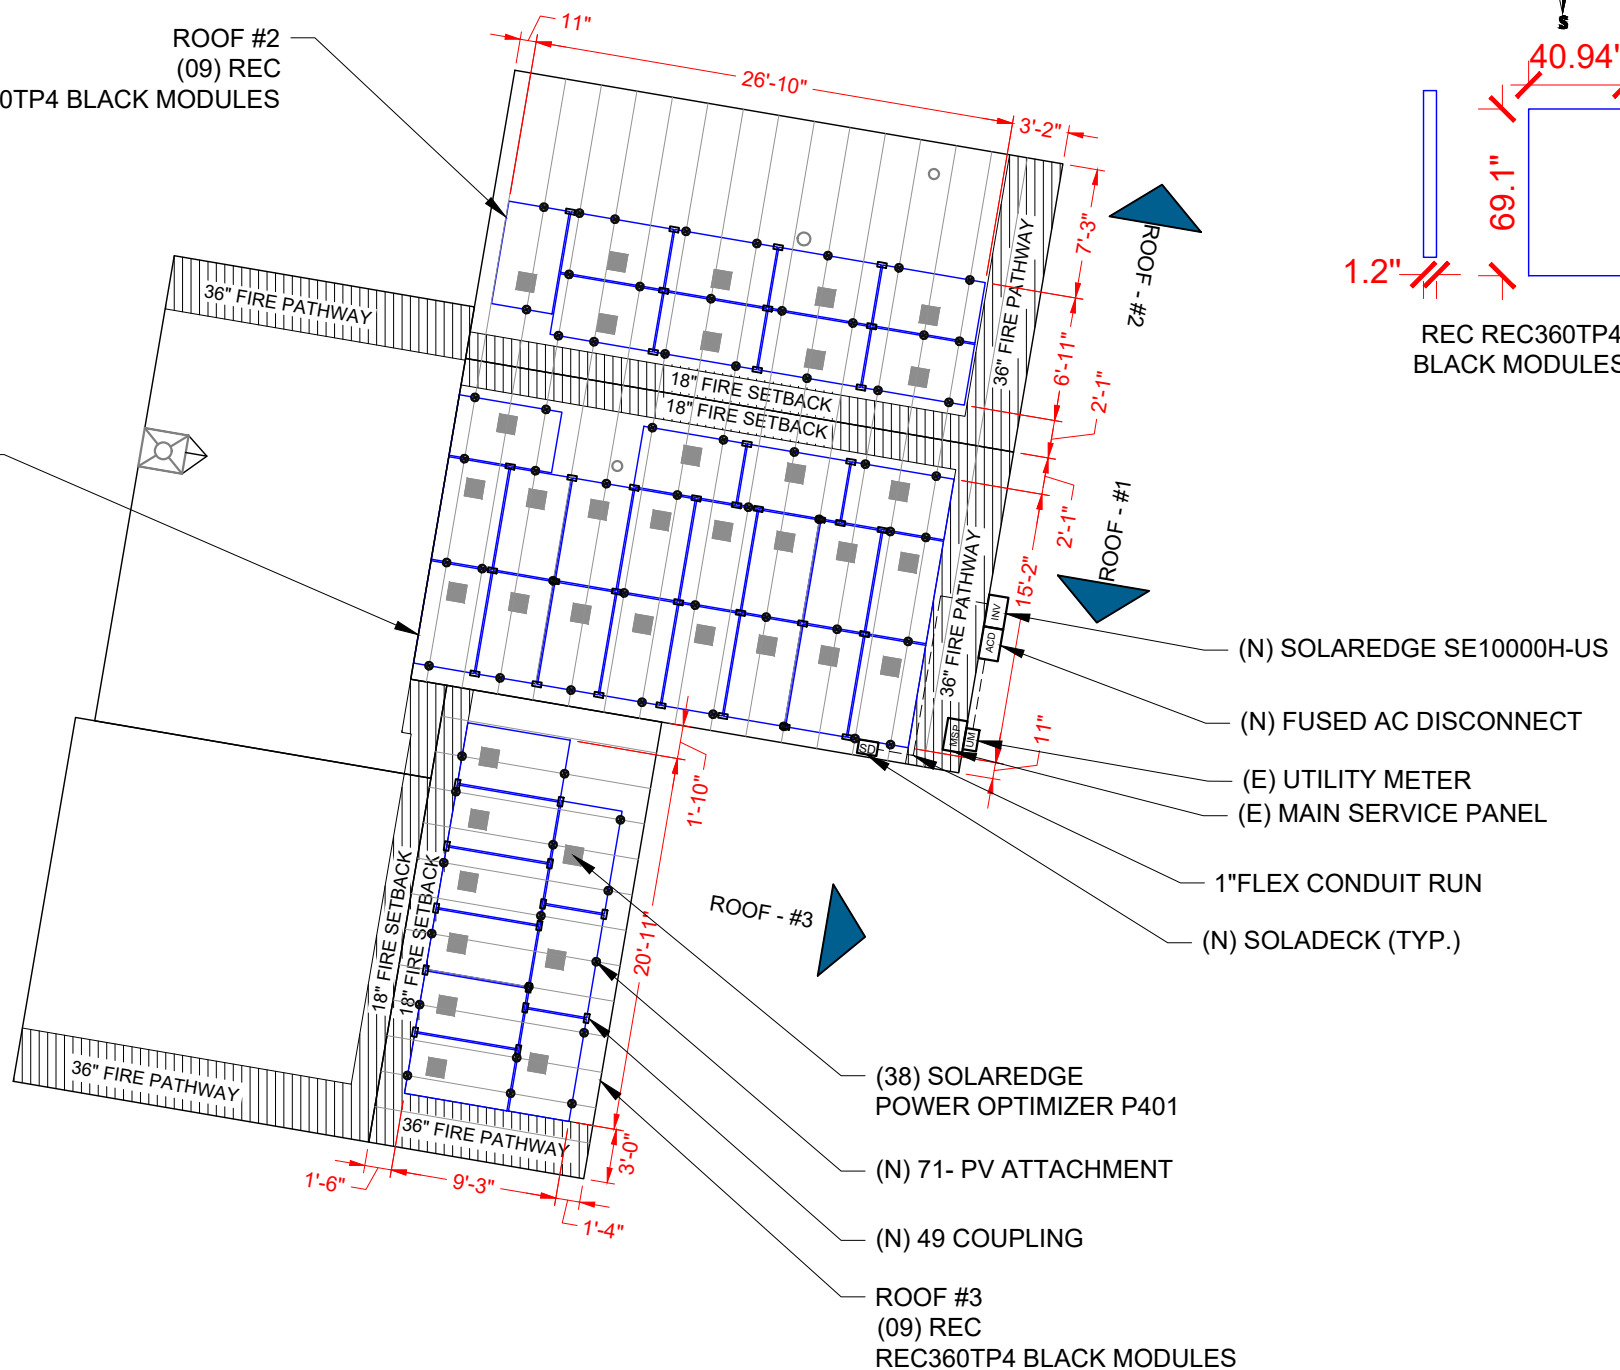 S
40.94"
69.1"
1.2"
REC REC360TP4
BLACK MODULES
ROOF #2
(09) REC
0TP4 BLACK MODULES
11"
26'-10"
3'-2"
7'-3"
6'-11"
2'-1"
2'-1"
15'-2"
11"
ROOF - #2
ROOF - #1
36" FIRE PATHWAY
36" FIRE PATHWAY
18" FIRE SETBACK
18" FIRE SETBACK
36" FIRE PATHWAY
INV
ACD
MSP
UM
SD
(N) SOLAREDGE SE10000H-US
(N) FUSED AC DISCONNECT
(E) UTILITY METER
(E) MAIN SERVICE PANEL
1"FLEX CONDUIT RUN
(N) SOLADECK (TYP.)
1'-10"
20'-11"
ROOF - #3
18" FIRE SETBACK
18" FIRE SETBACK
36" FIRE PATHWAY
36" FIRE PATHWAY
3'-0"
1'-6"
9'-3"
1'-4"
(38) SOLAREDGE
POWER OPTIMIZER P401
(N) 71- PV ATTACHMENT
(N) 49 COUPLING
ROOF #3
(09) REC
REC360TP4 BLACK MODULES